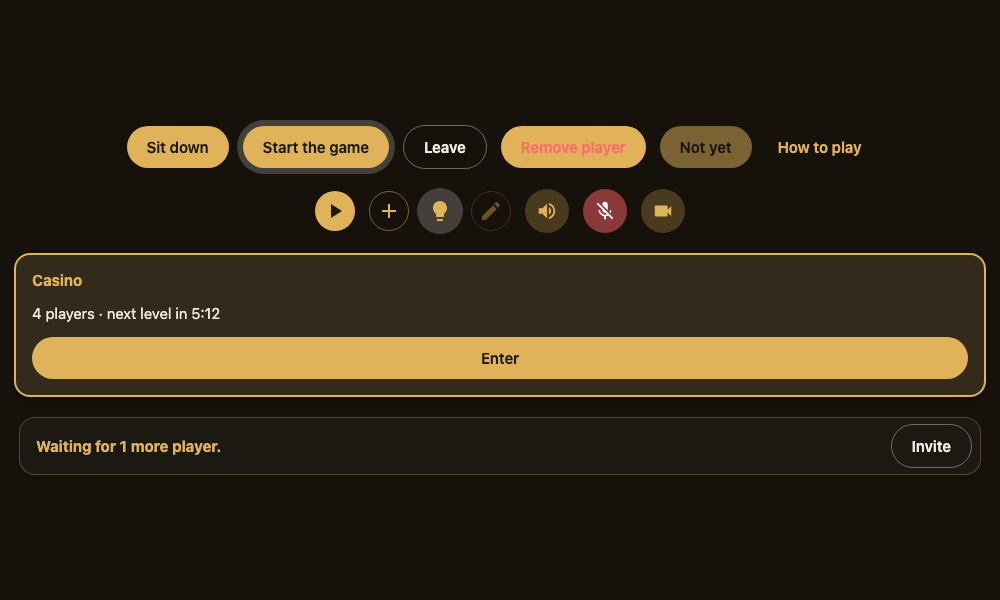 Sit down Start the game Leave Remove player Not yet How to play
Casino
4 players · next level in 5:12
Enter
Waiting for 1 more player. Invite